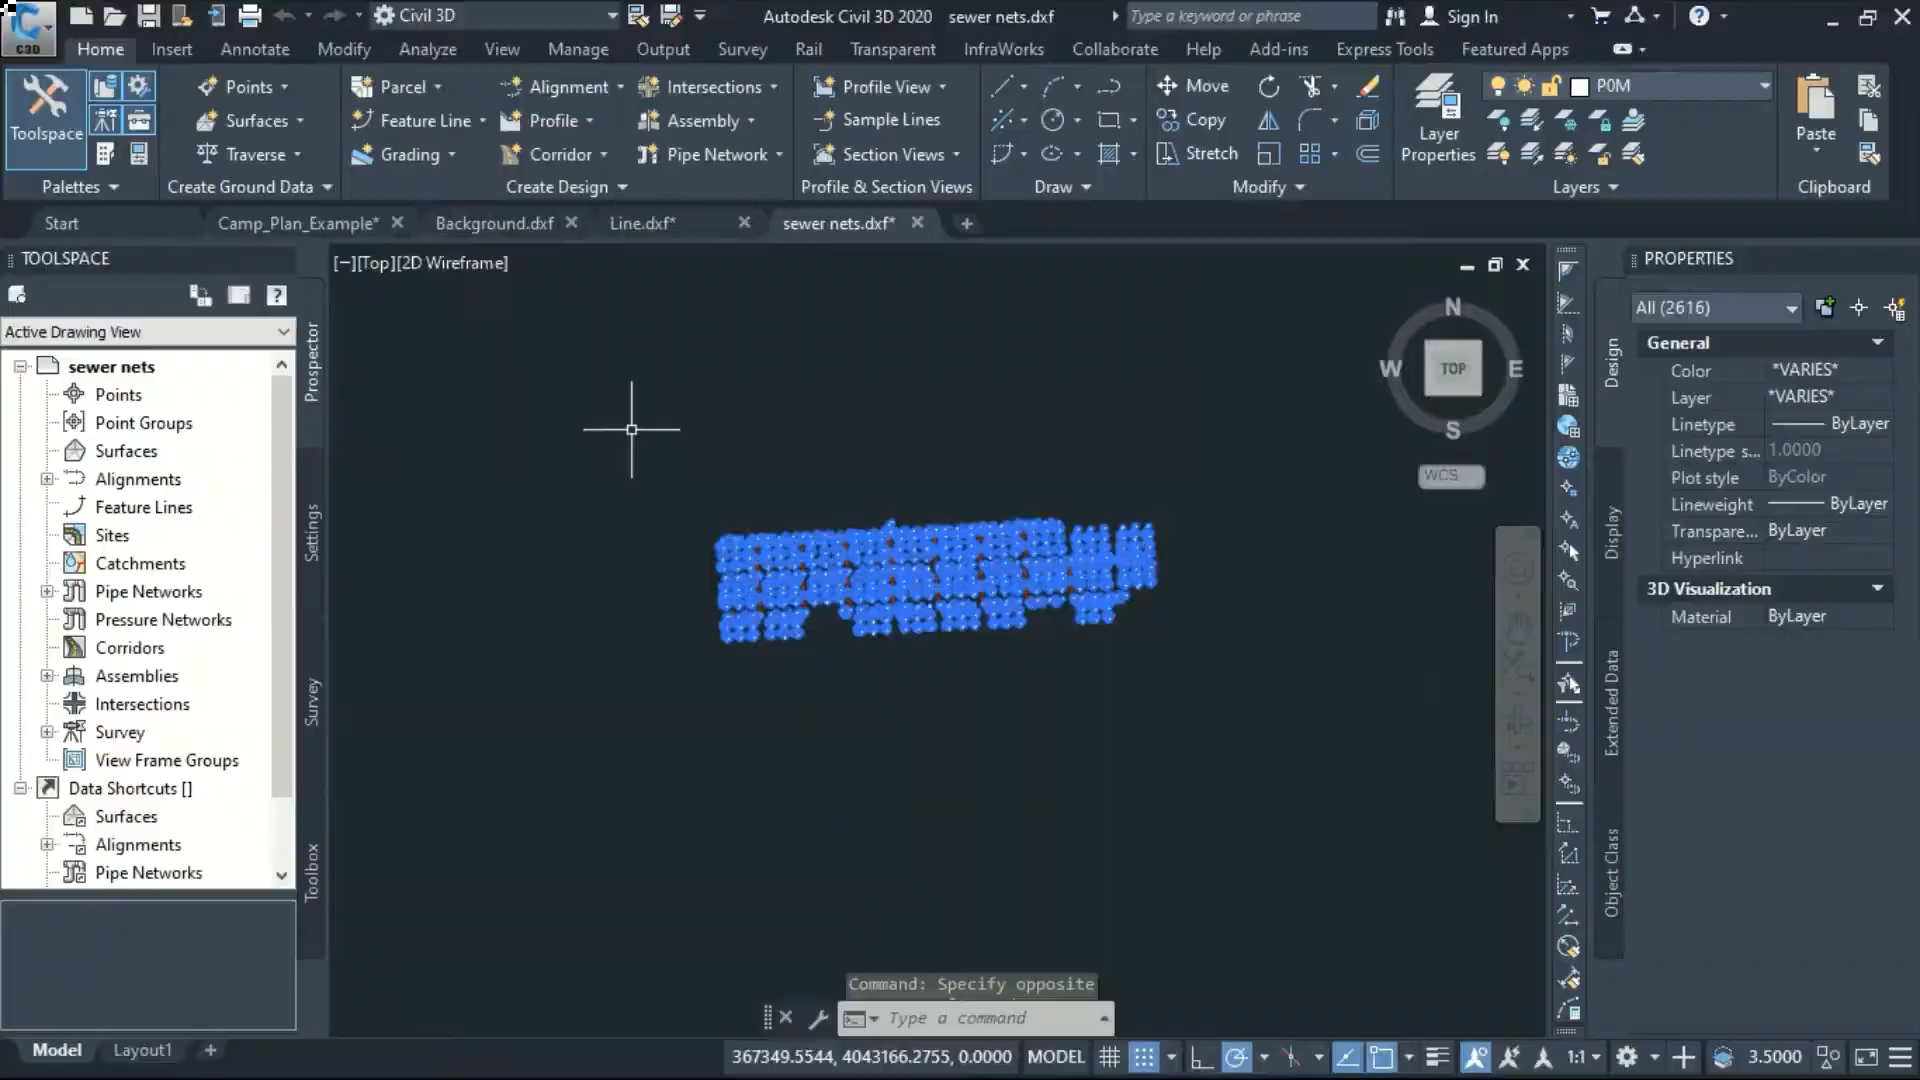 Civil 3D
Autodesk Civil 3D 2020 sewer nets.dxf
Type a keyword or phrase
Sign In
C3D
Home Insert Annotate Modify Analyze View Manage Output Survey Rail Transparent InfraWorks Collaborate Help Add-ins Express Tools Featured Apps
Toolspace
Points
Surfaces
Traverse
Parcel
Feature Line
Grading
Alignment
Profile
Corridor
Intersections
Assembly
Pipe Network
Profile View
Sample Lines
Section Views
Move
Copy
Stretch
Layer
Properties
P0M
Paste
Palettes
Create Ground Data
Create Design
Profile & Section Views
Draw
Modify
Layers
Clipboard
Start
Camp_Plan_Example*
Background.dxf
Line.dxf*
sewer nets.dxf*
TOOLSPACE
Active Drawing View
sewer nets
Points
Point Groups
Surfaces
Alignments
Feature Lines
Sites
Catchments
Pipe Networks
Pressure Networks
Corridors
Assemblies
Intersections
Survey
View Frame Groups
Data Shortcuts []
Surfaces
Alignments
Pipe Networks
Prospector
Settings
Survey
Toolbox
[−][Top][2D Wireframe]
N
W
TOP
E
S
WCS
PROPERTIES
All (2616)
General
Color *VARIES*
Layer *VARIES*
Linetype ByLayer
Linetype s... 1.0000
Plot style ByColor
Lineweight ByLayer
Transpare... ByLayer
Hyperlink
3D Visualization
Material ByLayer
Design
Display
Extended Data
Object Class
Command: Specify opposite
Type a command
Model
Layout1
367349.5544, 4043166.2755, 0.0000
MODEL
1:1
3.5000